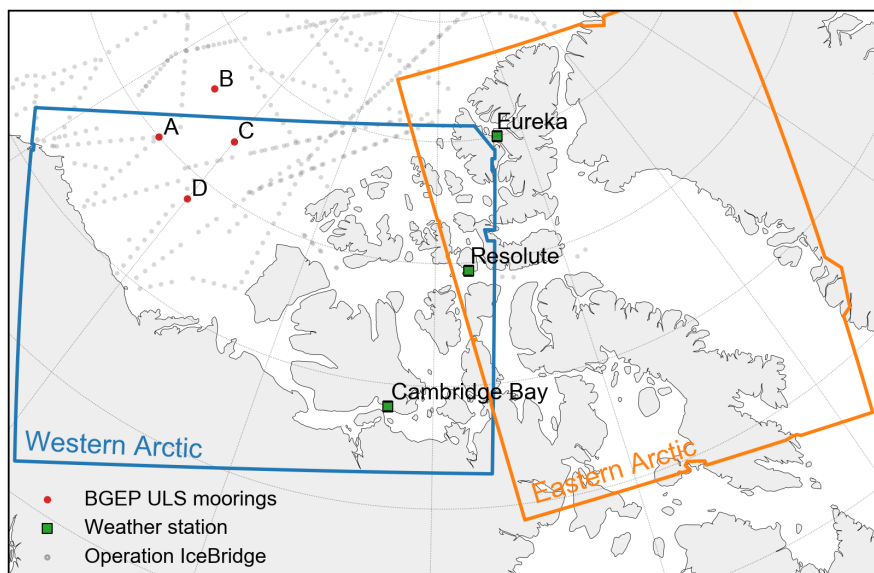 B
A
C
Eureka
D
Resolute
Cambridge Bay
Western Arctic
Eastern Arctic
BGEP ULS moorings
Weather station
Operation IceBridge